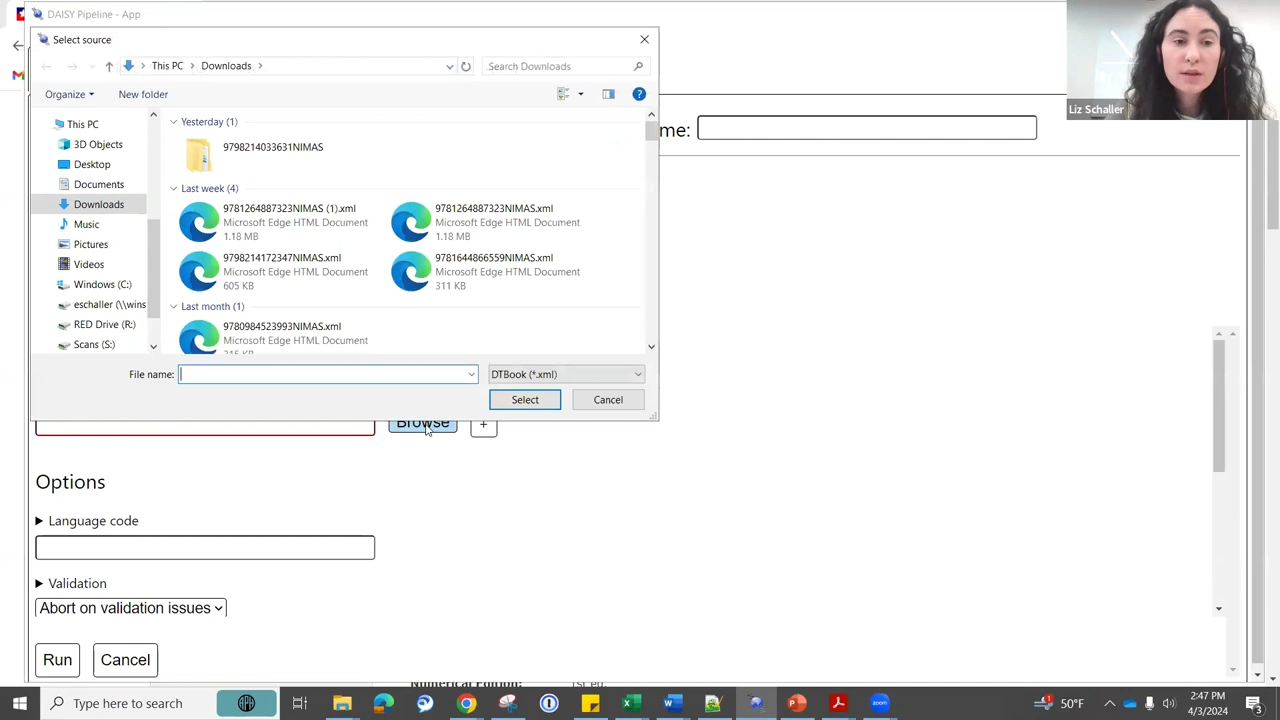 DAISY Pipeline - App
Select source
This PC
Downloads
Search Downloads
Organize
New folder
This PC
3D Objects
Desktop
Documents
Downloads
Music
Pictures
Videos
Windows (C:)
eschaller (\\wins
RED Drive (R:)
Scans (S:)
Yesterday (1)
9798214033631NIMAS
Last week (4)
9781264887323NIMAS (1).xml
Microsoft Edge HTML Document
1.18 MB
9781264887323NIMAS.xml
Microsoft Edge HTML Document
1.18 MB
9798214172347NIMAS.xml
Microsoft Edge HTML Document
605 KB
9781644866559NIMAS.xml
Microsoft Edge HTML Document
311 KB
Last month (1)
9780984523993NIMAS.xml
Microsoft Edge HTML Document
File name:
DTBook (*.xml)
Select
Cancel
me:
Liz Schaller
Browse
+
Options
Language code
Validation
Abort on validation issues
Run
Cancel
Type here to search
50°F
2:47 PM
4/3/2024